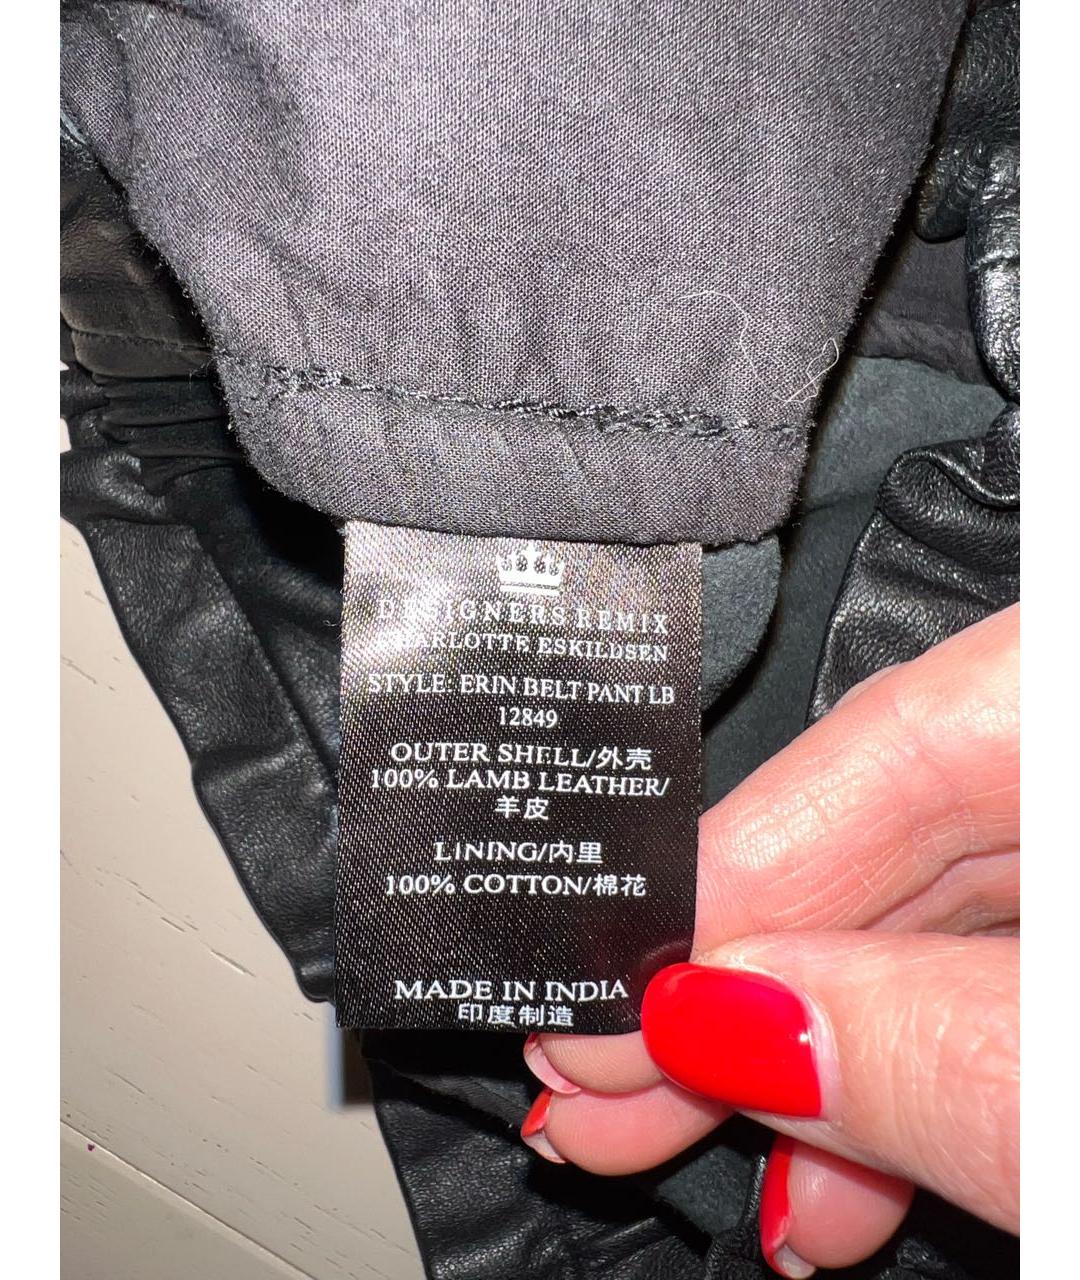 DESIGNERS REMIX
CHARLOTTE ESKILDSEN
STYLE: ERIN BELT PANT LB
12849
OUTER SHELL/外壳
100% LAMB LEATHER/
羊皮
LINING/内里
100% COTTON/棉花
MADE IN INDIA
印度制造